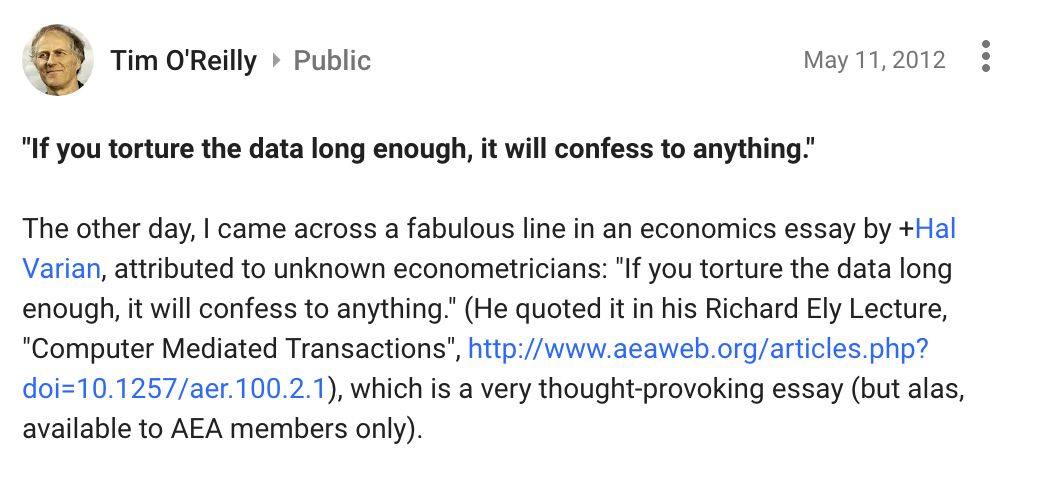 Tim O'Reilly Public May 11, 2012
"If you torture the data long enough, it will confess to anything."
The other day, I came across a fabulous line in an economics essay by +Hal
Varian, attributed to unknown econometricians: "If you torture the data long
enough, it will confess to anything." (He quoted it in his Richard Ely Lecture,
"Computer Mediated Transactions", http://www.aeaweb.org/articles.php?
doi=10.1257/aer.100.2.1), which is a very thought-provoking essay (but alas,
available to AEA members only).